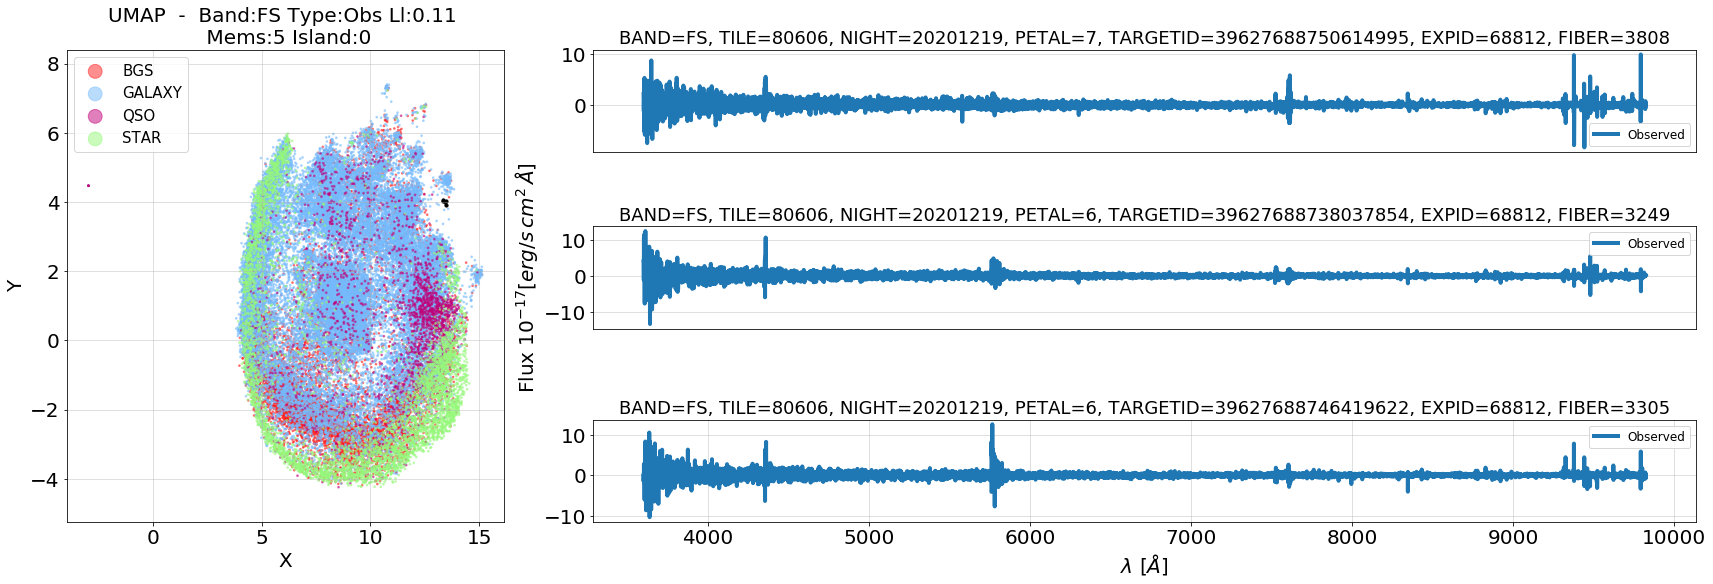 UMAP - Band:FS Type:Obs Ll:0.11
Mems:5 Island:0
BGS
GALAXY
QSO
STAR
8
6
4
2
0
−2
−4
Y
0
5
10
15
X
Flux 10⁻¹⁷[erg/s cm² Å]
BAND=FS, TILE=80606, NIGHT=20201219, PETAL=7, TARGETID=39627688750614995, EXPID=68812, FIBER=3808
10
0
Observed
BAND=FS, TILE=80606, NIGHT=20201219, PETAL=6, TARGETID=39627688738037854, EXPID=68812, FIBER=3249
10
0
−10
Observed
BAND=FS, TILE=80606, NIGHT=20201219, PETAL=6, TARGETID=39627688746419622, EXPID=68812, FIBER=3305
10
0
−10
Observed
4000
5000
6000
7000
8000
9000
10000
λ [Å]